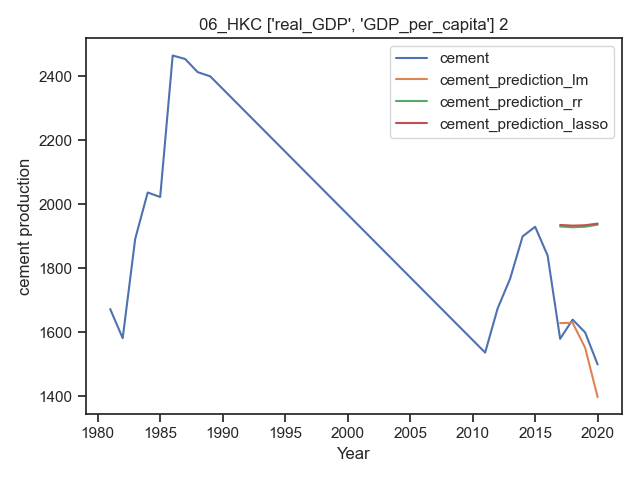 06_HKC ['real_GDP', 'GDP_per_capita'] 2
cement
cement_prediction_lm
cement_prediction_rr
cement_prediction_lasso
cement production
2400
2200
2000
1800
1600
1400
1980 1985 1990 1995 2000 2005 2010 2015 2020
Year